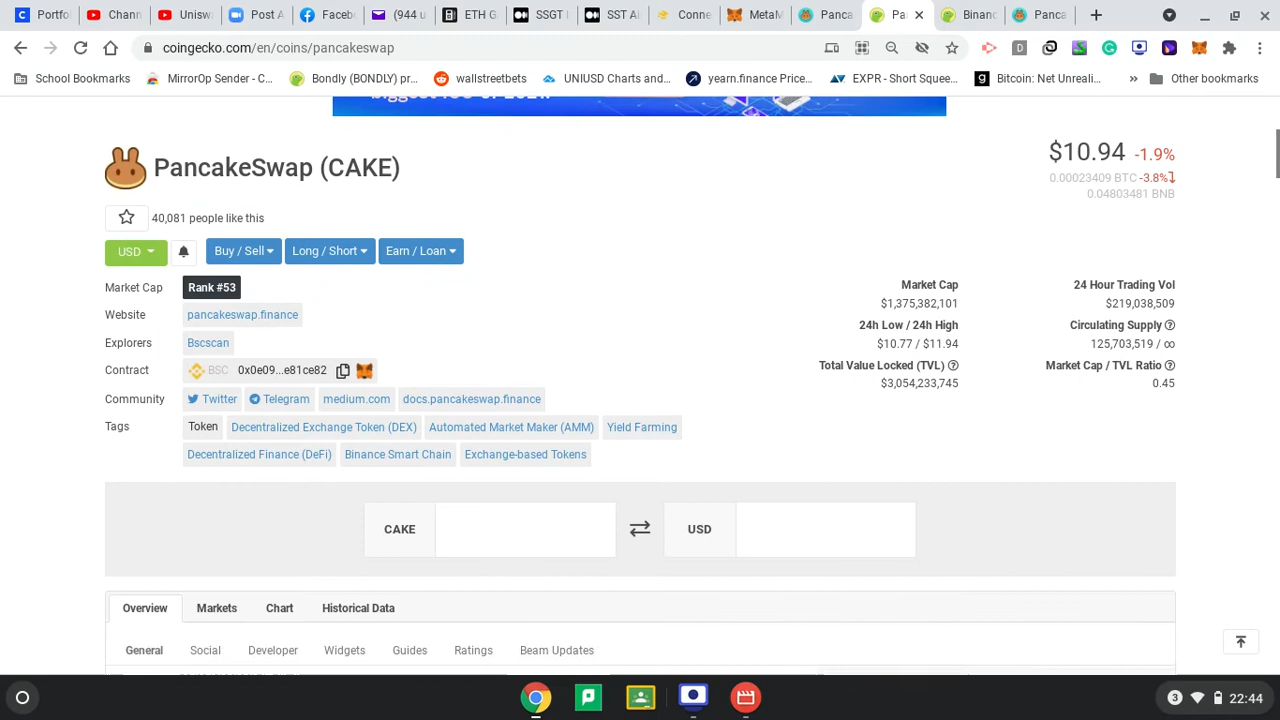 Portfo
Chann
Uniswa
Post A
Faceb
(944 u
ETH G
SSGT I
SST Ai
Conne
MetaM
Panca
Pa
Binanc
Panca
coingecko.com/en/coins/pancakeswap
School Bookmarks
MirrorOp Sender - C...
Bondly (BONDLY) pr...
wallstreetbets
UNIUSD Charts and...
yearn.finance Price...
EXPR - Short Squee...
Bitcoin: Net Unreali...
»
Other bookmarks
PancakeSwap (CAKE)
$10.94 -1.9%
0.00023409 BTC -3.8%
0.04803481 BNB
40,081 people like this
USD
Buy / Sell
Long / Short
Earn / Loan
Market Cap Rank #53
Website pancakeswap.finance
Explorers Bscscan
Contract BSC 0x0e09...e81ce82
Community Twitter Telegram medium.com docs.pancakeswap.finance
Tags Token Decentralized Exchange Token (DEX) Automated Market Maker (AMM) Yield Farming
Decentralized Finance (DeFi) Binance Smart Chain Exchange-based Tokens
Market Cap
$1,375,382,101
24h Low / 24h High
$10.77 / $11.94
Total Value Locked (TVL)
$3,054,233,745
24 Hour Trading Vol
$219,038,509
Circulating Supply
125,703,519 / ∞
Market Cap / TVL Ratio
0.45
CAKE
USD
Overview Markets Chart Historical Data
General Social Developer Widgets Guides Ratings Beam Updates
3 22:44